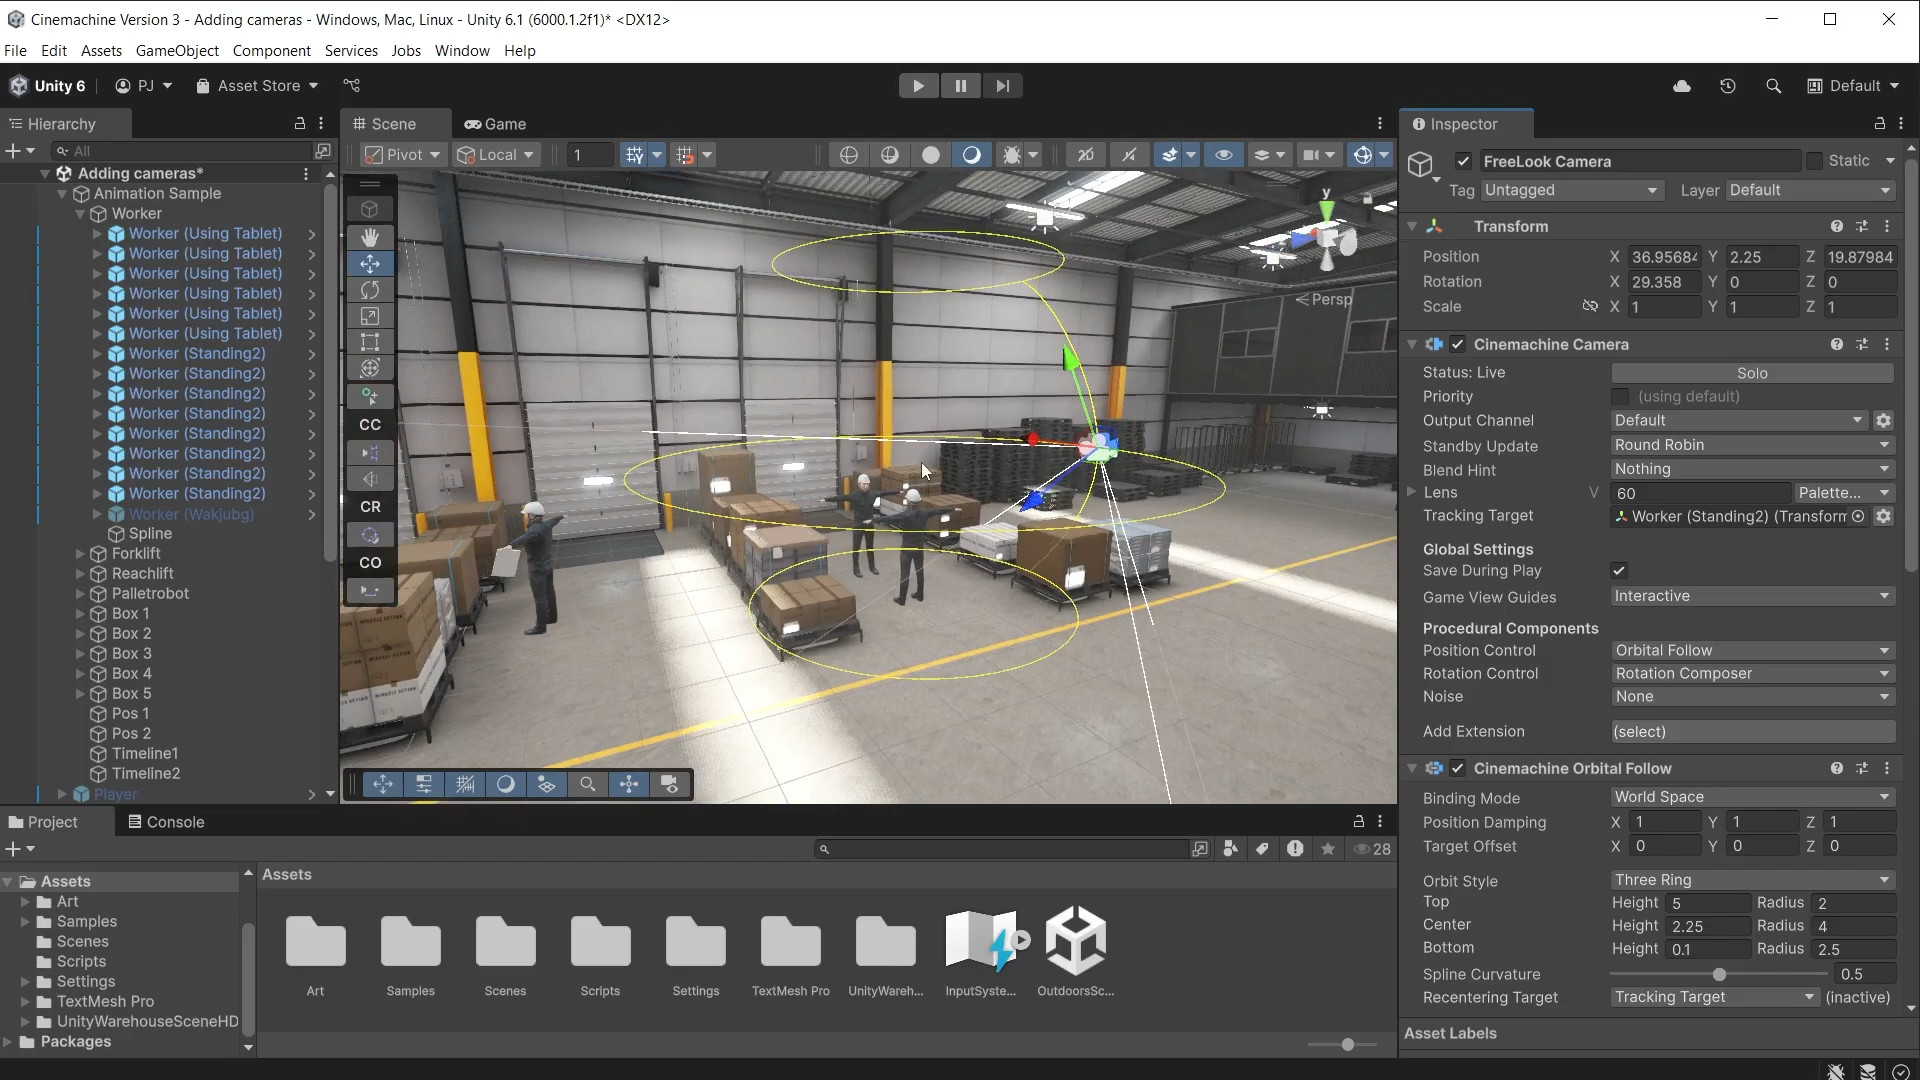 Cinemachine Version 3 - Adding cameras - Windows, Mac, Linux - Unity 6.1 (6000.1.2f1)* <DX12>
File Edit Assets GameObject Component Services Jobs Window Help
Unity 6 PJ Asset Store Default
Hierarchy
All
Adding cameras*
Animation Sample
Worker
Worker (Using Tablet)
Worker (Using Tablet)
Worker (Using Tablet)
Worker (Using Tablet)
Worker (Using Tablet)
Worker (Using Tablet)
Worker (Standing2)
Worker (Standing2)
Worker (Standing2)
Worker (Standing2)
Worker (Standing2)
Worker (Standing2)
Worker (Standing2)
Worker (Standing2)
Worker (Wakjubg)
Spline
Forklift
Reachlift
Palletrobot
Box 1
Box 2
Box 3
Box 4
Box 5
Pos 1
Pos 2
Timeline1
Timeline2
Player
Scene Game
Pivot Local 1 2D
CC
CR
CO
y
Persp
Inspector
FreeLook Camera Static
Tag Untagged Layer Default
Transform
Position X 36.95684 Y 2.25 Z 19.87984
Rotation X 29.358 Y 0 Z 0
Scale X 1 Y 1 Z 1
Cinemachine Camera
Status: Live Solo
Priority (using default)
Output Channel Default
Standby Update Round Robin
Blend Hint Nothing
Lens V 60 Palette...
Tracking Target Worker (Standing2) (Transform
Global Settings
Save During Play
Game View Guides Interactive
Procedural Components
Position Control Orbital Follow
Rotation Control Rotation Composer
Noise None
Add Extension (select)
Cinemachine Orbital Follow
Binding Mode World Space
Position Damping X 1 Y 1 Z 1
Target Offset X 0 Y 0 Z 0
Orbit Style Three Ring
Top Height 5 Radius 2
Center Height 2.25 Radius 4
Bottom Height 0.1 Radius 2.5
Spline Curvature 0.5
Recentering Target Tracking Target (inactive)
Asset Labels
Project Console
28
Assets
Art
Samples
Scenes
Scripts
Settings
TextMesh Pro
UnityWarehouseSceneHD
Packages
Assets
Art Samples Scenes Scripts Settings TextMesh Pro UnityWareh... InputSyste... OutdoorsSc...